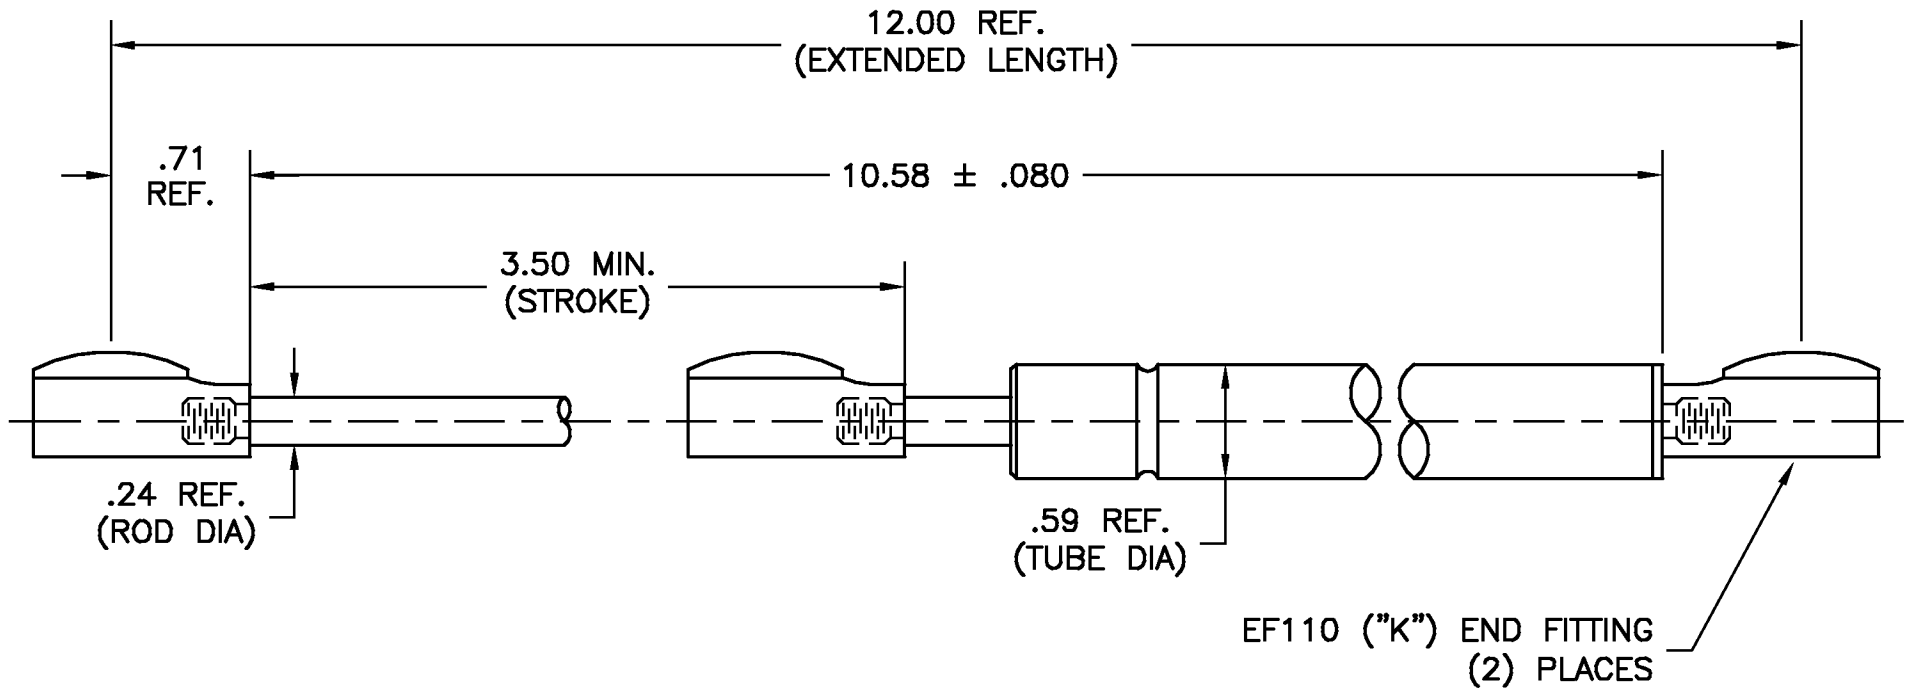 12.00 REF.
(EXTENDED LENGTH)
.71
REF.
10.58 ± .080
3.50 MIN.
(STROKE)
.24 REF.
(ROD DIA)
.59 REF.
(TUBE DIA)
EF110 ("K") END FITTING
(2) PLACES